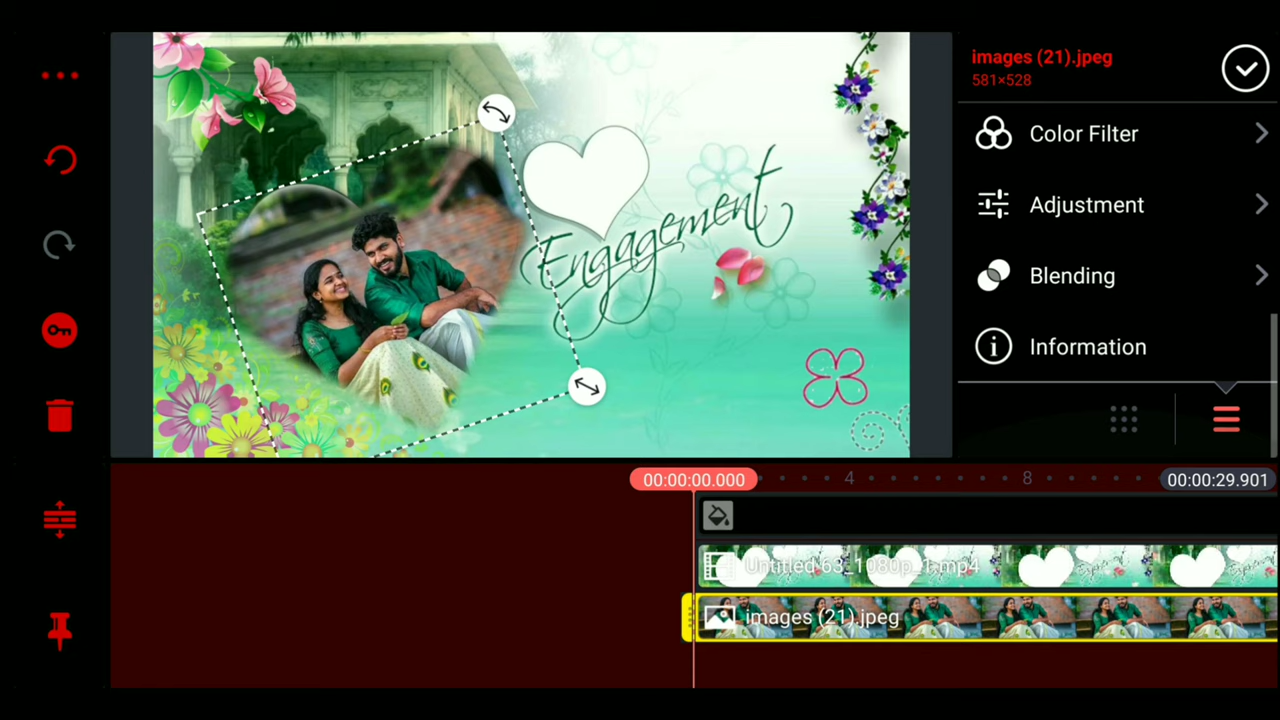 images (21).jpeg
581×528
Color Filter
Adjustment
Blending
Information
Engagement
00:00:00.000
4
8
00:00:29.901
Untitled 63_1080p_1.mp4
images (21).jpeg